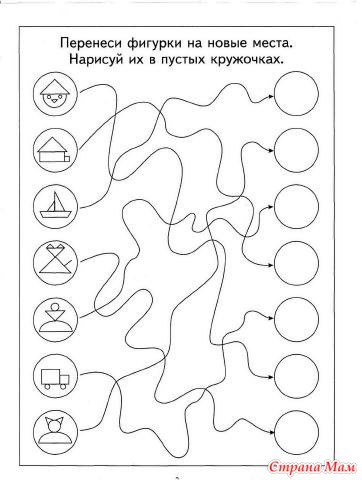 Перенеси фигурки на новые места.
Нарисуй их в пустых кружочках.
Страна Мам